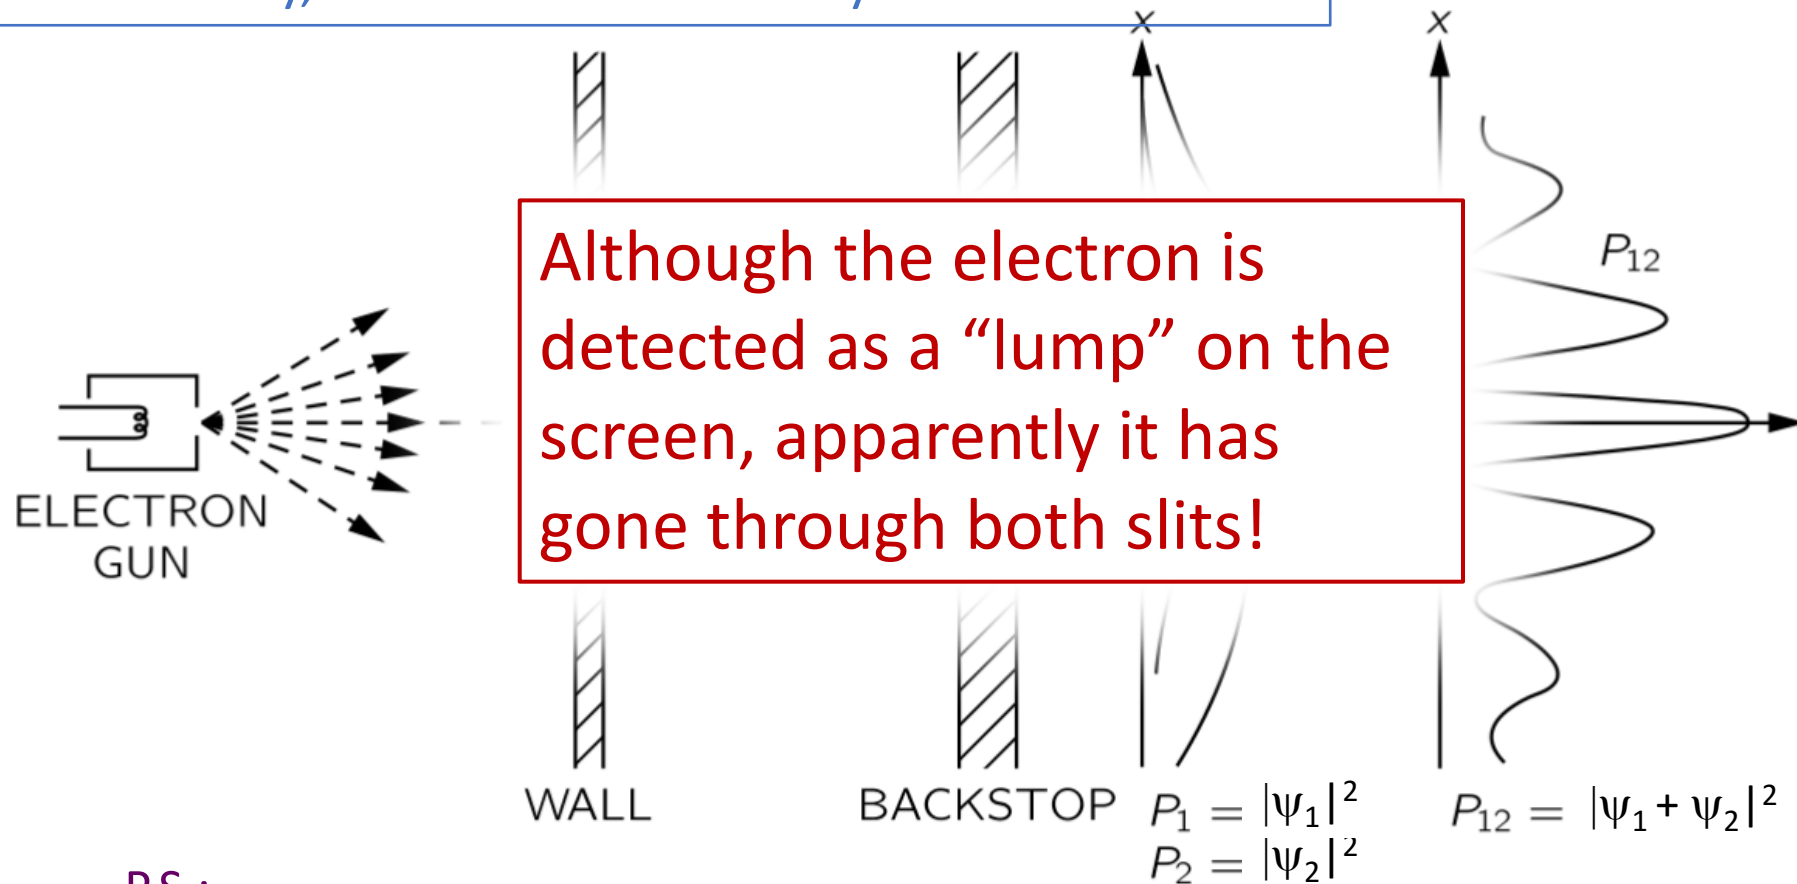 x x
Although the electron is
detected as a “lump” on the
screen, apparently it has
gone through both slits!
P₁₂
ELECTRON
GUN
WALL BACKSTOP P₁ = |ψ₁|² P₁₂ = |ψ₁ + ψ₂|²
P₂ = |ψ₂|²